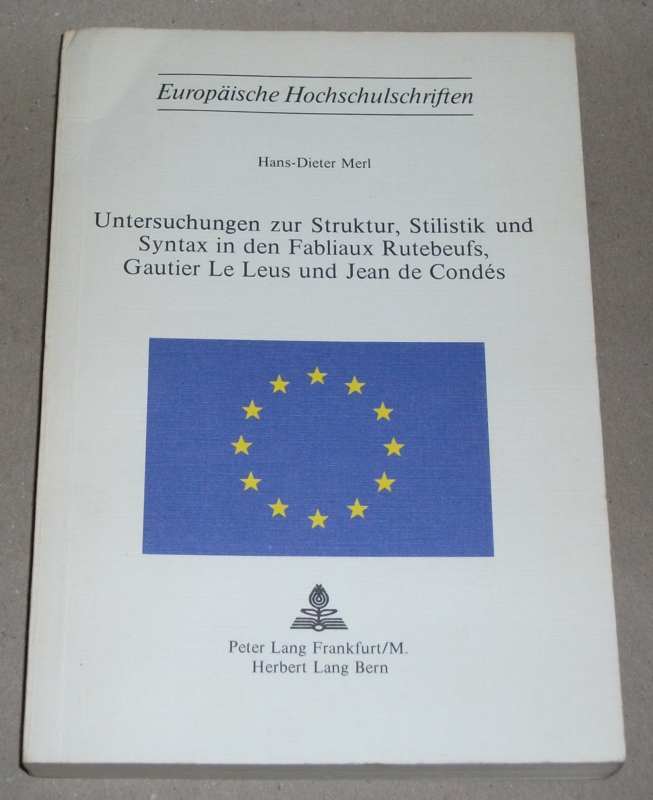 Europäische Hochschulschriften
Hans-Dieter Merl
Untersuchungen zur Struktur, Stilistik und
Syntax in den Fabliaux Rutebeufs,
Gautier Le Leus und Jean de Condés
Peter Lang Frankfurt/M.
Herbert Lang Bern